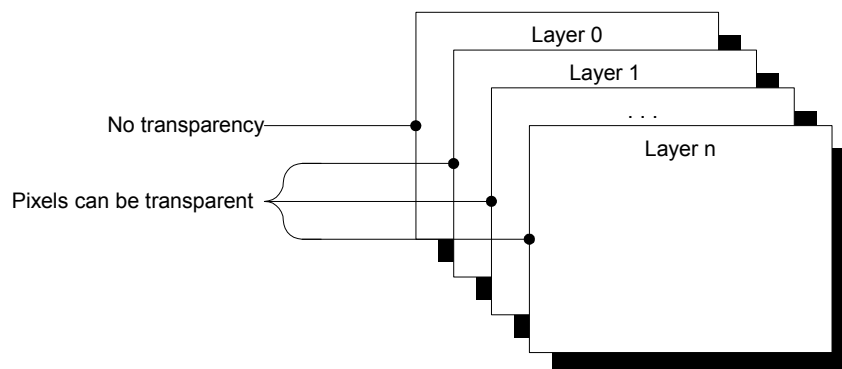 Layer 0
Layer 1
No transparency
. . .
Layer n
Pixels can be transparent